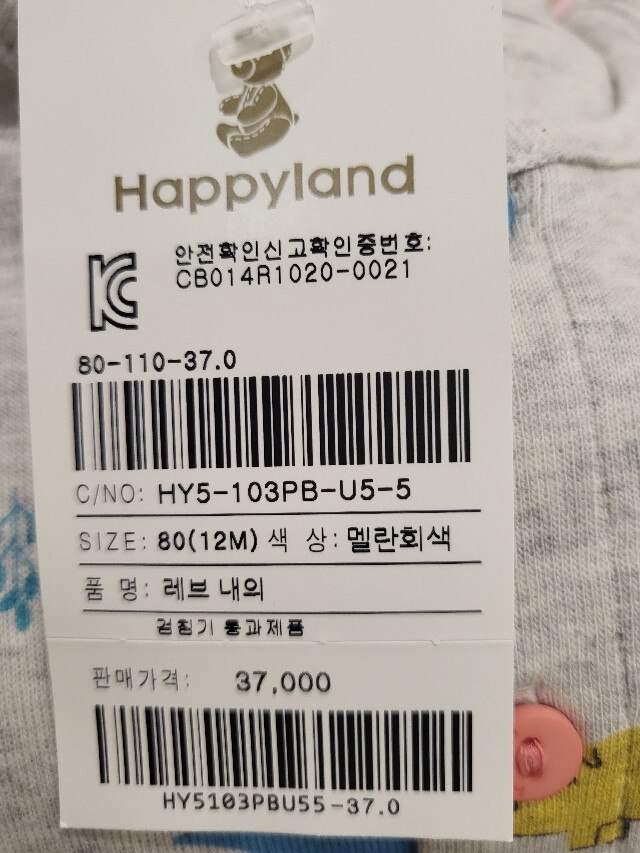 Happyland
안전확인신고확인증번호:
CB014R1020-0021
80-110-37.0
C/NO: HY5-103PB-U5-5
SIZE: 80(12M) 색 상: 멜란회색
품 명: 레브 내의
검침기 통과제품
판매가격: 37,000
HY5103PBU55-37.0